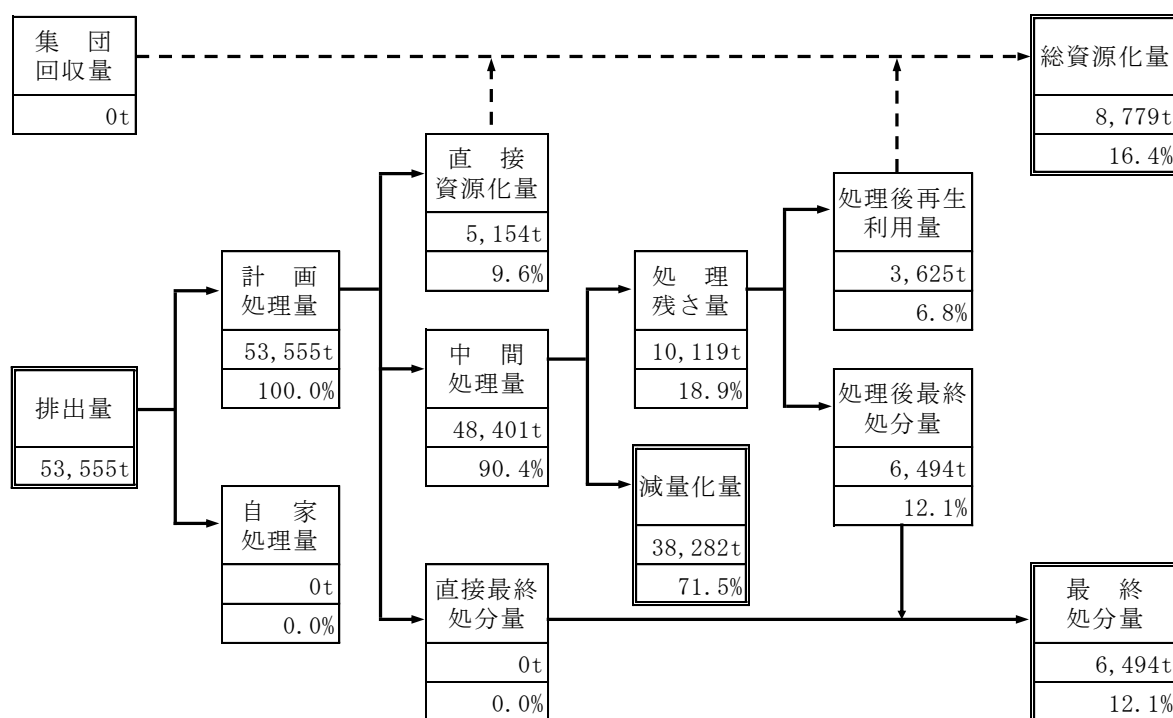 集　団
回収量
0t
総資源化量
8,779t
16.4%
直　接
資源化量
5,154t
9.6%
処理後再生
利用量
3,625t
6.8%
計　画
処理量
53,555t
100.0%
処　理
残さ量
10,119t
18.9%
中　間
処理量
48,401t
90.4%
排出量
53,555t
処理後最終
処分量
6,494t
12.1%
減量化量
38,282t
71.5%
自　家
処理量
0t
0.0%
直接最終
処分量
0t
0.0%
最　終
処分量
6,494t
12.1%